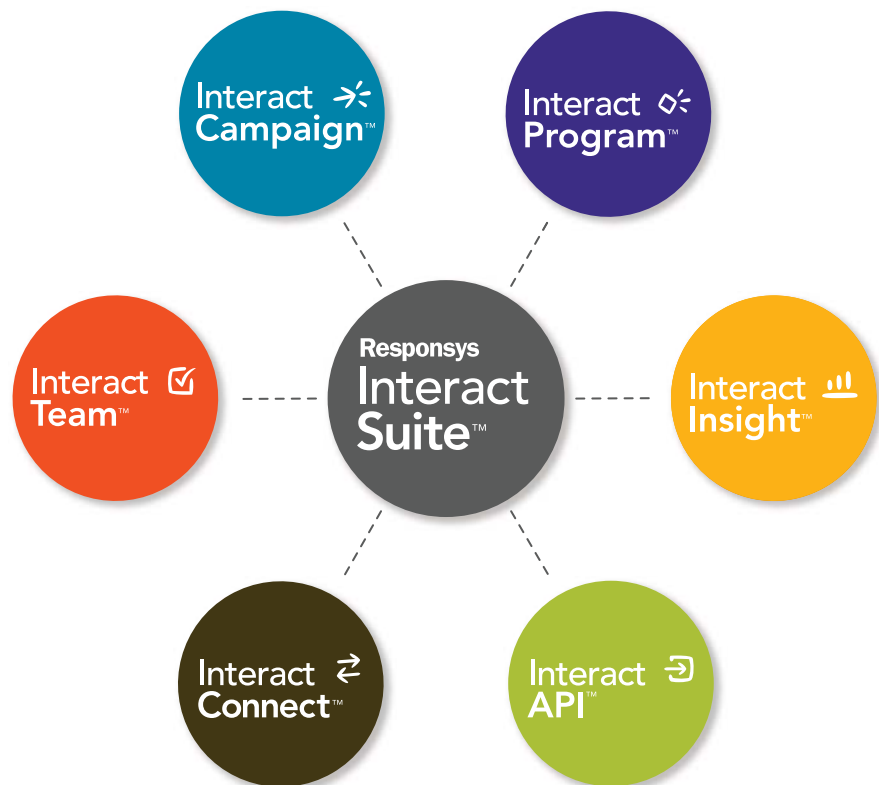 Interact
Campaign™
Interact
Program™
Interact
Team™
Responsys
Interact
Suite™
Interact
Insight™
Interact
Connect™
Interact
API™